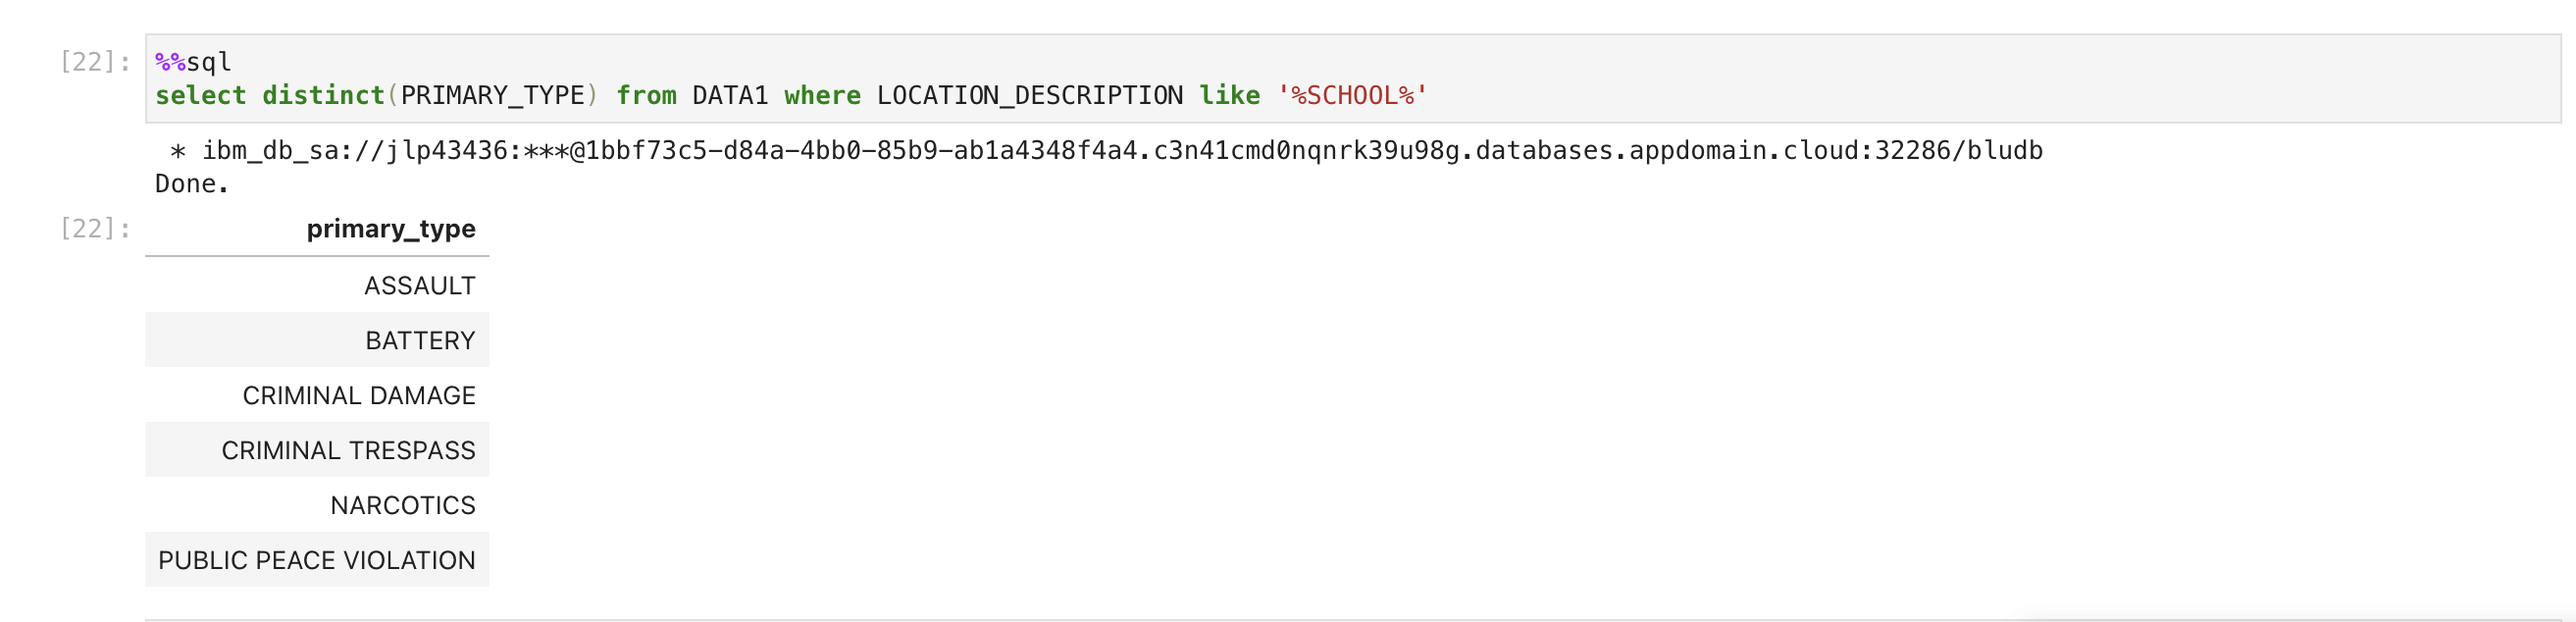 [22]: %%sql
select distinct(PRIMARY_TYPE) from DATA1 where LOCATION_DESCRIPTION like '%SCHOOL%'
* ibm_db_sa://jlp43436:***@1bbf73c5-d84a-4bb0-85b9-ab1a4348f4a4.c3n41cmd0nqnrk39u98g.databases.appdomain.cloud:32286/bludb
Done.
[22]: primary_type
ASSAULT
BATTERY
CRIMINAL DAMAGE
CRIMINAL TRESPASS
NARCOTICS
PUBLIC PEACE VIOLATION